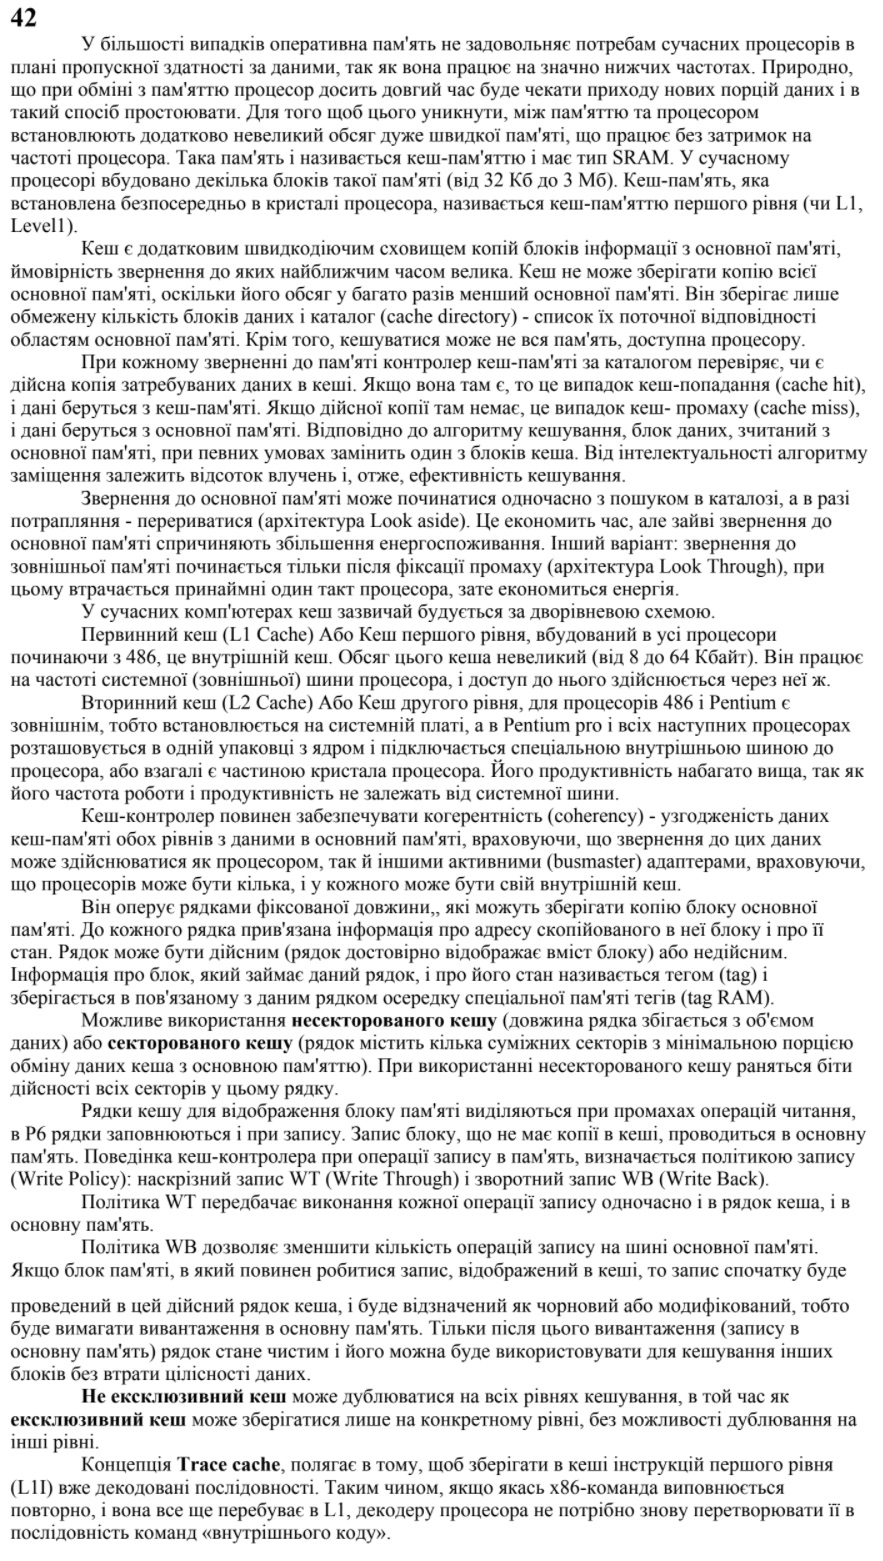 42
У більшості випадків оперативна пам'ять не задовольняє потребам сучасних процесорів в
плані пропускної здатності за даними, так як вона працює на значно нижчих частотах. Природно,
що при обміні з пам'яттю процесор досить довгий час буде чекати приходу нових порцій даних і в
такий спосіб простоювати. Для того щоб цього уникнути, між пам'яттю та процесором
встановлюють додатково невеликий обсяг дуже швидкої пам'яті, що працює без затримок на
частоті процесора. Така пам'ять і називається кеш-пам'яттю і має тип SRAM. У сучасному
процесорі вбудовано декілька блоків такої пам'яті (від 32 Кб до 3 Мб). Кеш-пам'ять, яка
встановлена безпосередньо в кристалі процесора, називається кеш-пам'яттю першого рівня (чи L1,
Level1).
Кеш є додатковим швидкодіючим сховищем копій блоків інформації з основної пам'яті,
ймовірність звернення до яких найближчим часом велика. Кеш не може зберігати копію всієї
основної пам'яті, оскільки його обсяг у багато разів менший основної пам'яті. Він зберігає лише
обмежену кількість блоків даних і каталог (cache directory) - список їх поточної відповідності
областям основної пам'яті. Крім того, кешуватися може не вся пам'ять, доступна процесору.
При кожному зверненні до пам'яті контролер кеш-пам'яті за каталогом перевіряє, чи є
дійсна копія затребуваних даних в кеші. Якщо вона там є, то це випадок кеш-попадання (cache hit),
і дані беруться з кеш-пам'яті. Якщо дійсної копії там немає, це випадок кеш- промаху (cache miss),
і дані беруться з основної пам'яті. Відповідно до алгоритму кешування, блок даних, зчитаний з
основної пам'яті, при певних умовах замінить один з блоків кеша. Від інтелектуальності алгоритму
заміщення залежить відсоток влучень і, отже, ефективність кешування.
Звернення до основної пам'яті може починатися одночасно з пошуком в каталозі, а в разі
потрапляння - перериватися (архітектура Look aside). Це економить час, але зайві звернення до
основної пам'яті спричиняють збільшення енергоспоживання. Інший варіант: звернення до
зовнішньої пам'яті починається тільки після фіксації промаху (архітектура Look Through), при
цьому втрачається принаймні один такт процесора, зате економиться енергія.
У сучасних комп'ютерах кеш зазвичай будується за дворівневою схемою.
Первинний кеш (L1 Cache) Або Кеш першого рівня, вбудований в усі процесори
починаючи з 486, це внутрішній кеш. Обсяг цього кеша невеликий (від 8 до 64 Кбайт). Він працює
на частоті системної (зовнішньої) шини процесора, і доступ до нього здійснюється через неї ж.
Вторинний кеш (L2 Cache) Або Кеш другого рівня, для процесорів 486 і Pentium є
зовнішнім, тобто встановлюється на системній платі, а в Pentium pro і всіх наступних процесорах
розташовується в одній упаковці з ядром і підключається спеціальною внутрішньою шиною до
процесора, або взагалі є частиною кристала процесора. Його продуктивність набагато вища, так як
його частота роботи і продуктивність не залежать від системної шини.
Кеш-контролер повинен забезпечувати когерентність (coherency) - узгодженість даних
кеш-пам'яті обох рівнів з даними в основний пам'яті, враховуючи, що звернення до цих даних
може здійснюватися як процесором, так й іншими активними (busmaster) адаптерами, враховуючи,
що процесорів може бути кілька, і у кожного може бути свій внутрішній кеш.
Він оперує рядками фіксованої довжини,, які можуть зберігати копію блоку основної
пам'яті. До кожного рядка прив'язана інформація про адресу скопійованого в неї блоку і про її
стан. Рядок може бути дійсним (рядок достовірно відображає вміст блоку) або недійсним.
Інформація про блок, який займає даний рядок, і про його стан називається тегом (tag) і
зберігається в пов'язаному з даним рядком осередку спеціальної пам'яті тегів (tag RAM).
Можливе використання несекторованого кешу (довжина рядка збігається з об'ємом
даних) або секторованого кешу (рядок містить кілька суміжних секторів з мінімальною порцією
обміну даних кеша з основною пам'яттю). При використанні несекторованого кешу раняться біти
дійсності всіх секторів у цьому рядку.
Рядки кешу для відображення блоку пам'яті виділяються при промахах операцій читання,
в P6 рядки заповнюються і при запису. Запис блоку, що не має копії в кеші, проводиться в основну
пам'ять. Поведінка кеш-контролера при операції запису в пам'ять, визначається політикою запису
(Write Policy): наскрізний запис WT (Write Through) і зворотний запис WB (Write Back).
Політика WT передбачає виконання кожної операції запису одночасно і в рядок кеша, і в
основну пам'ять.
Політика WB дозволяє зменшити кількість операцій запису на шині основної пам'яті.
Якщо блок пам'яті, в який повинен робитися запис, відображений в кеші, то запис спочатку буде
проведений в цей дійсний рядок кеша, і буде відзначений як чорновий або модифікований, тобто
буде вимагати вивантаження в основну пам'ять. Тільки після цього вивантаження (запису в
основну пам'ять) рядок стане чистим і його можна буде використовувати для кешування інших
блоків без втрати цілісності даних.
Не ексклюзивний кеш може дублюватися на всіх рівнях кешування, в той час як
ексклюзивний кеш може зберігатися лише на конкретному рівні, без можливості дублювання на
інші рівні.
Концепція Trace cache, полягає в тому, щоб зберігати в кеші інструкцій першого рівня
(L1I) вже декодовані послідовності. Таким чином, якщо якась x86-команда виповнюється
повторно, і вона все ще перебуває в L1, декодеру процесора не потрібно знову перетворювати її в
послідовність команд «внутрішнього коду».